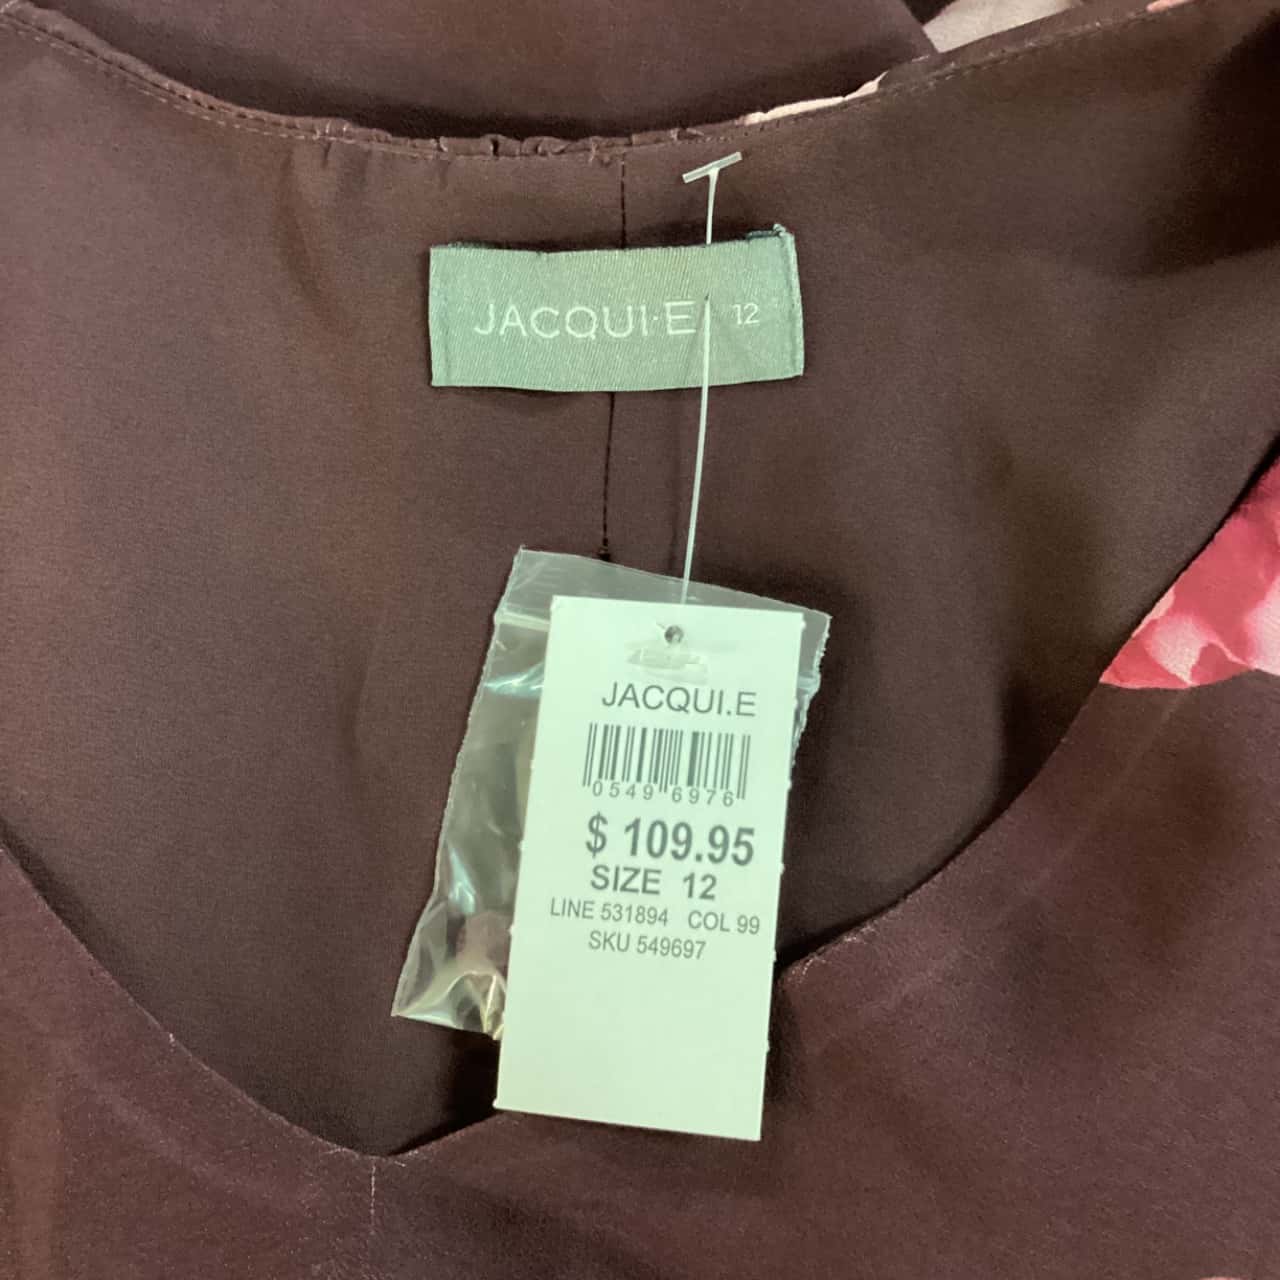 JACQUI·E 12
JACQUI.E
0549 6976
$ 109.95
SIZE 12
LINE 531894 COL 99
SKU 549697